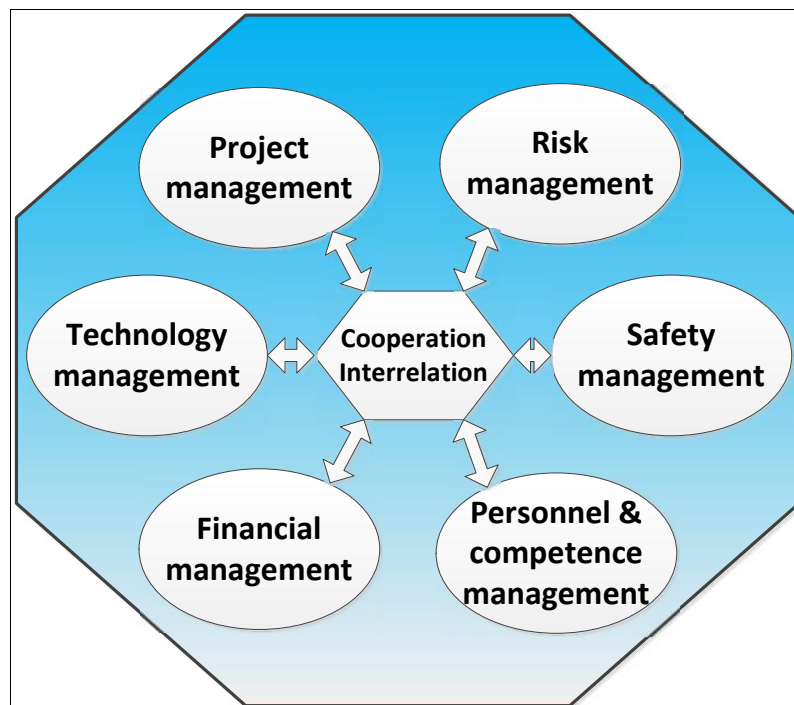 Project
management
Risk
management
Technology
management
Cooperation
Interrelation
Safety
management
Financial
management
Personnel &
competence
management